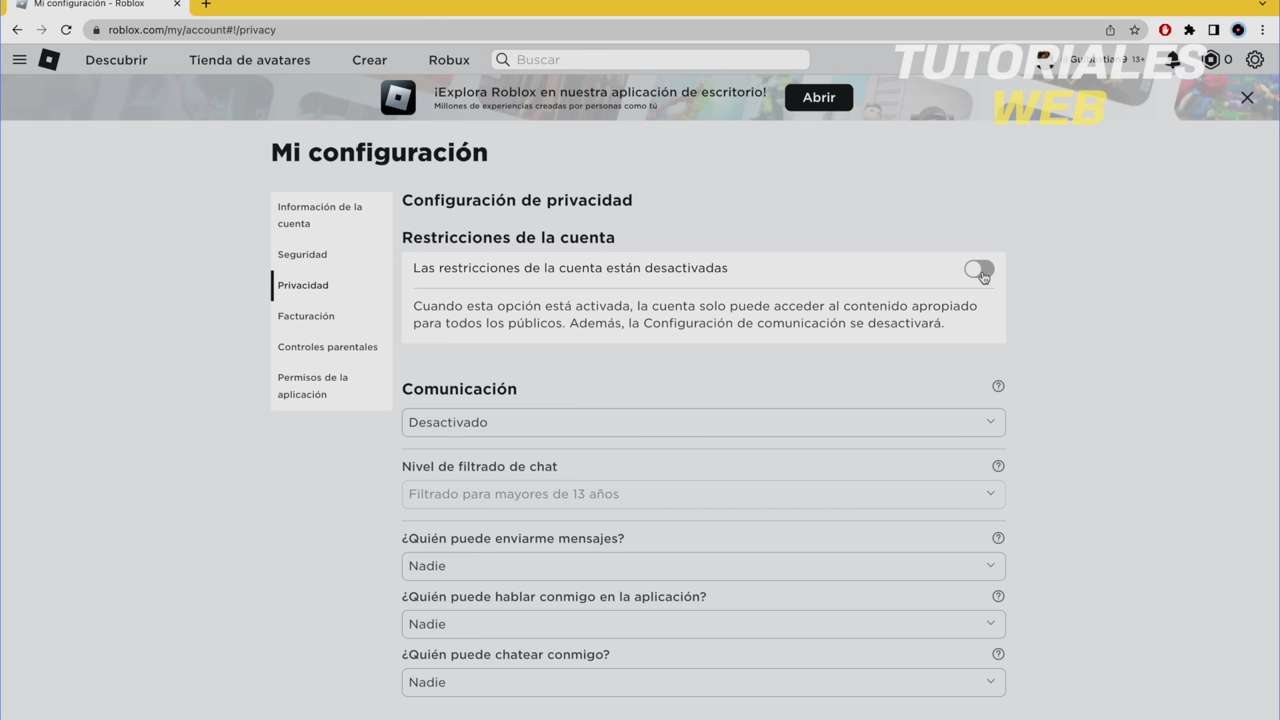 Mi configuración - Roblox
roblox.com/my/account#!/privacy
Descubrir
Tienda de avatares
Crear
Robux
Buscar
13+
0
TUTORIALES
WEB
¡Explora Roblox en nuestra aplicación de escritorio!
Millones de experiencias creadas por personas como tú
Abrir
Mi configuración
Información de la
cuenta
Seguridad
Privacidad
Facturación
Controles parentales
Permisos de la
aplicación
Configuración de privacidad
Restricciones de la cuenta
Las restricciones de la cuenta están desactivadas
Cuando esta opción está activada, la cuenta solo puede acceder al contenido apropiado
para todos los públicos. Además, la Configuración de comunicación se desactivará.
Comunicación
Desactivado
Nivel de filtrado de chat
Filtrado para mayores de 13 años
¿Quién puede enviarme mensajes?
Nadie
¿Quién puede hablar conmigo en la aplicación?
Nadie
¿Quién puede chatear conmigo?
Nadie